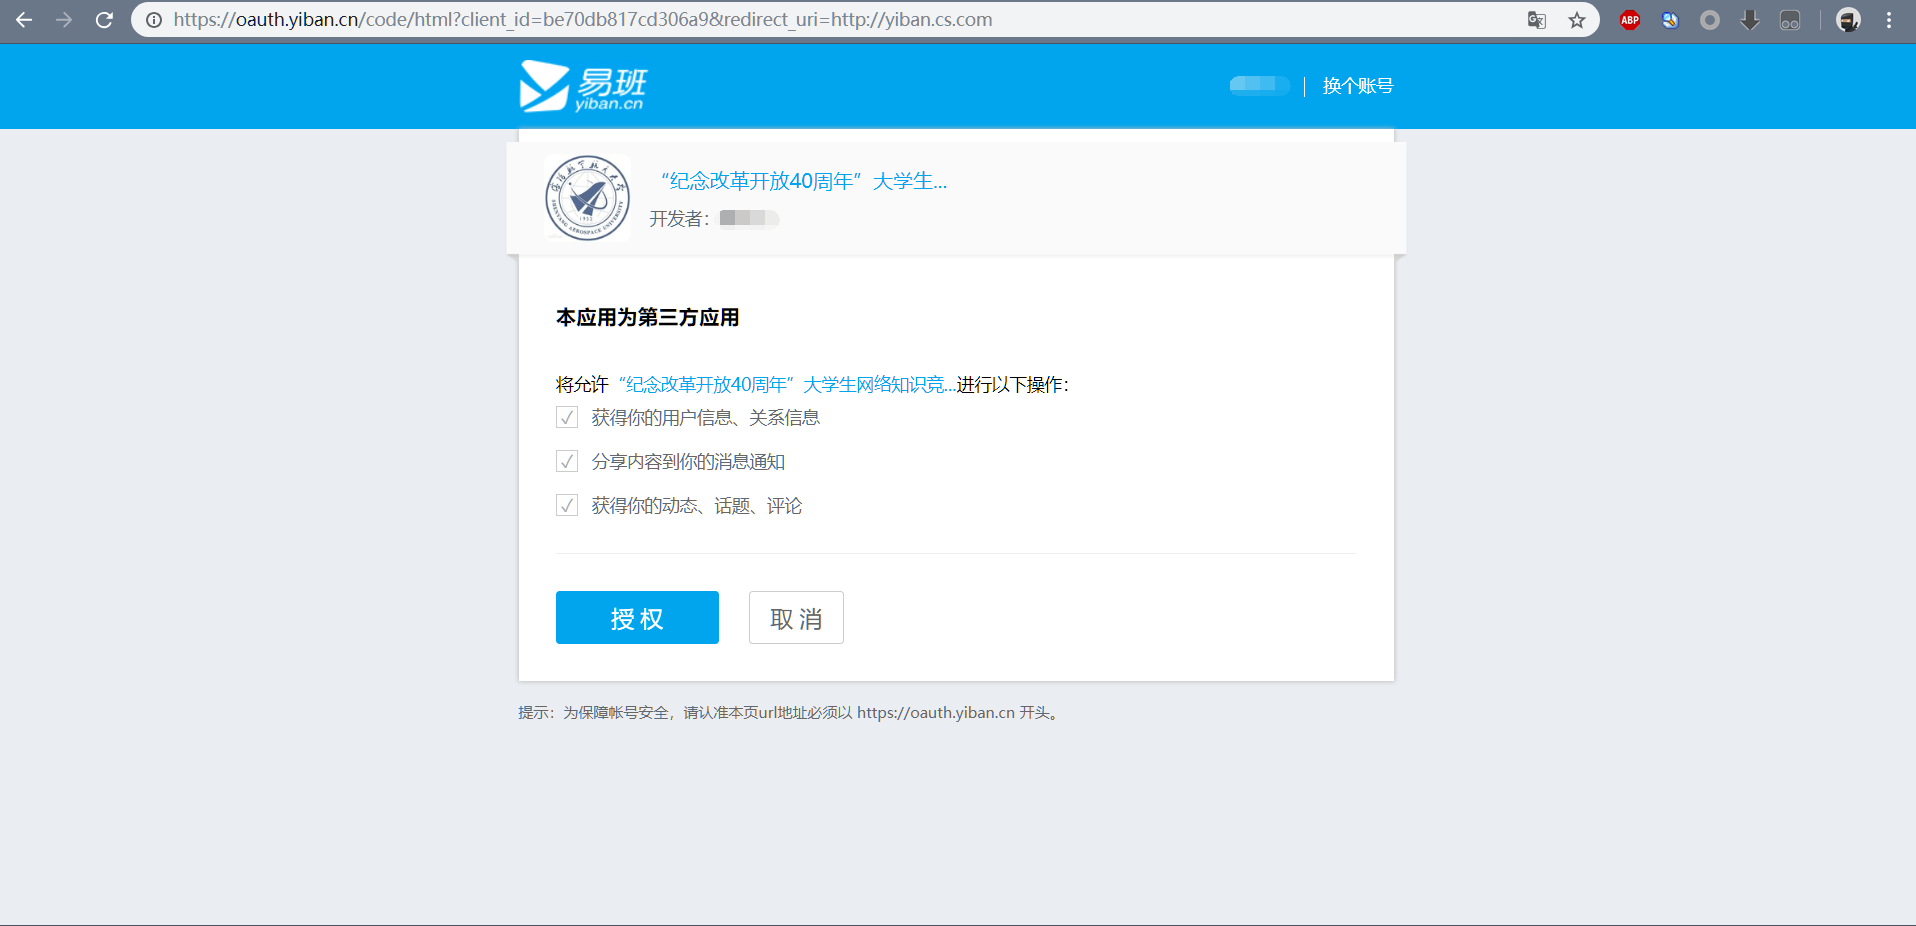 https://oauth.yiban.cn/code/html?client_id=be70db817cd306a9&redirect_uri=http://yiban.cs.com
ABP
易班
yiban.cn
换个账号
“纪念改革开放40周年”大学生...
开发者：
SHENYANG AEROSPACE UNIVERSITY
1952
本应用为第三方应用
将允许“纪念改革开放40周年”大学生网络知识竞...进行以下操作：
获得你的用户信息、关系信息
分享内容到你的消息通知
获得你的动态、话题、评论
授权
取消
提示：为保障帐号安全，请认准本页url地址必须以 https://oauth.yiban.cn 开头。